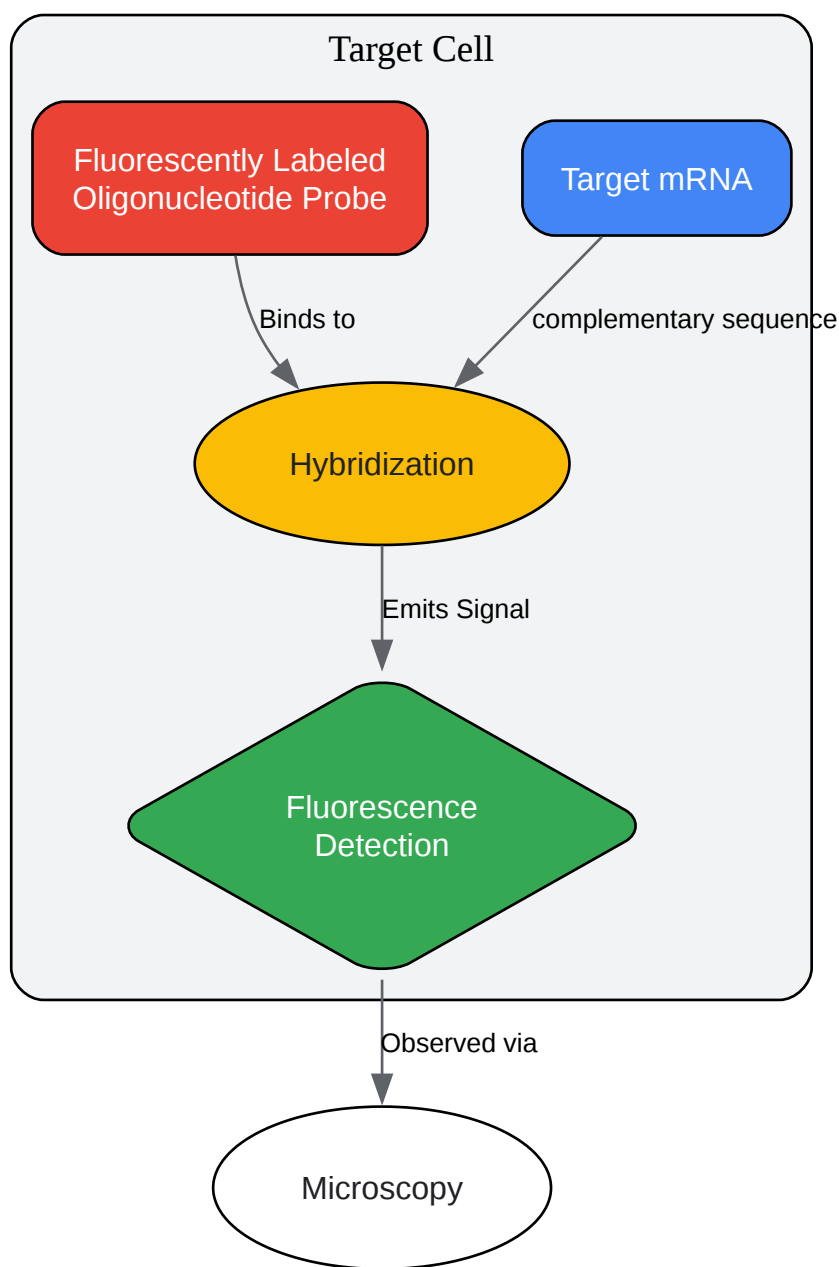 Target Cell
Fluorescently Labeled
Oligonucleotide Probe
Target mRNA
Binds to
complementary sequence
Hybridization
Emits Signal
Fluorescence
Detection
Observed via
Microscopy